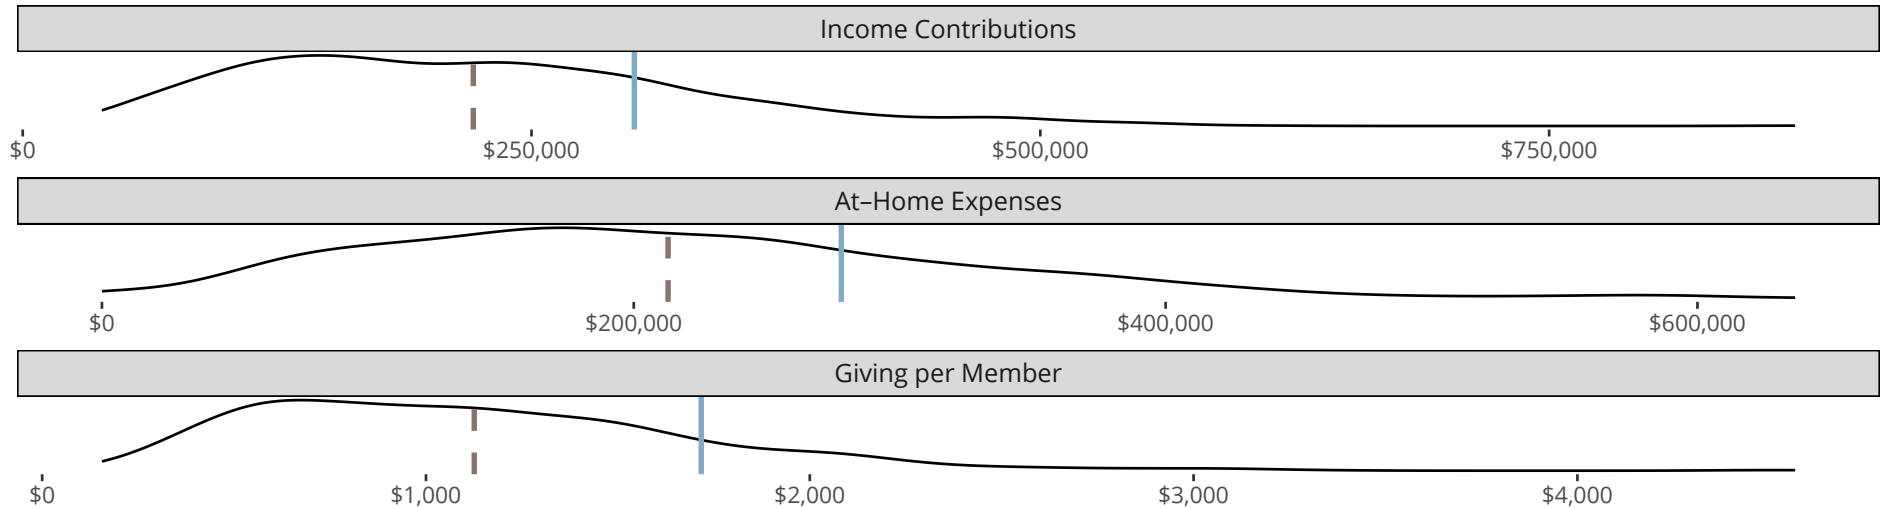 Income Contributions
$0 $250,000 $500,000 $750,000
At–Home Expenses
$0 $200,000 $400,000 $600,000
Giving per Member
$0 $1,000 $2,000 $3,000 $4,000